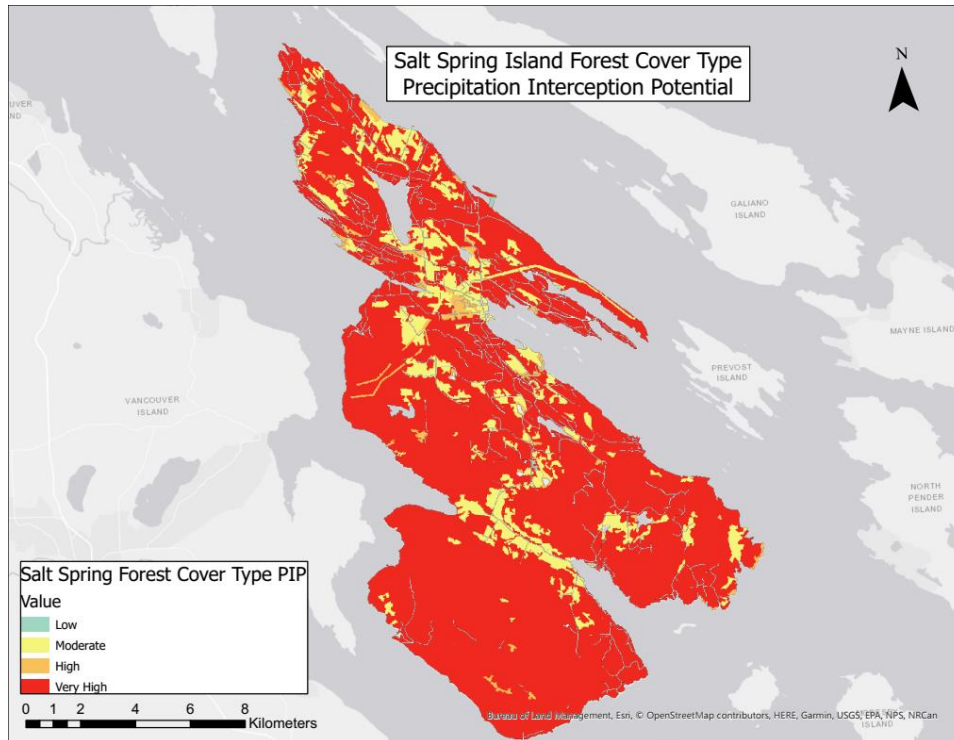 Salt Spring Island Forest Cover Type
Precipitation Interception Potential
N
UVER
ND
GALIANO
ISLAND
MAYNE ISLAND
PREVOST
ISLAND
VANCOUVER
ISLAND
NORTH
PENDER
ISLAND
Salt Spring Forest Cover Type PIP
Value
Low
Moderate
High
Very High
0 1 2 4 6 8
Kilometers
Bureau of Land Management, Esri, © OpenStreetMap contributors, HERE, Garmin, USGS, EPA, NPS, NRCan